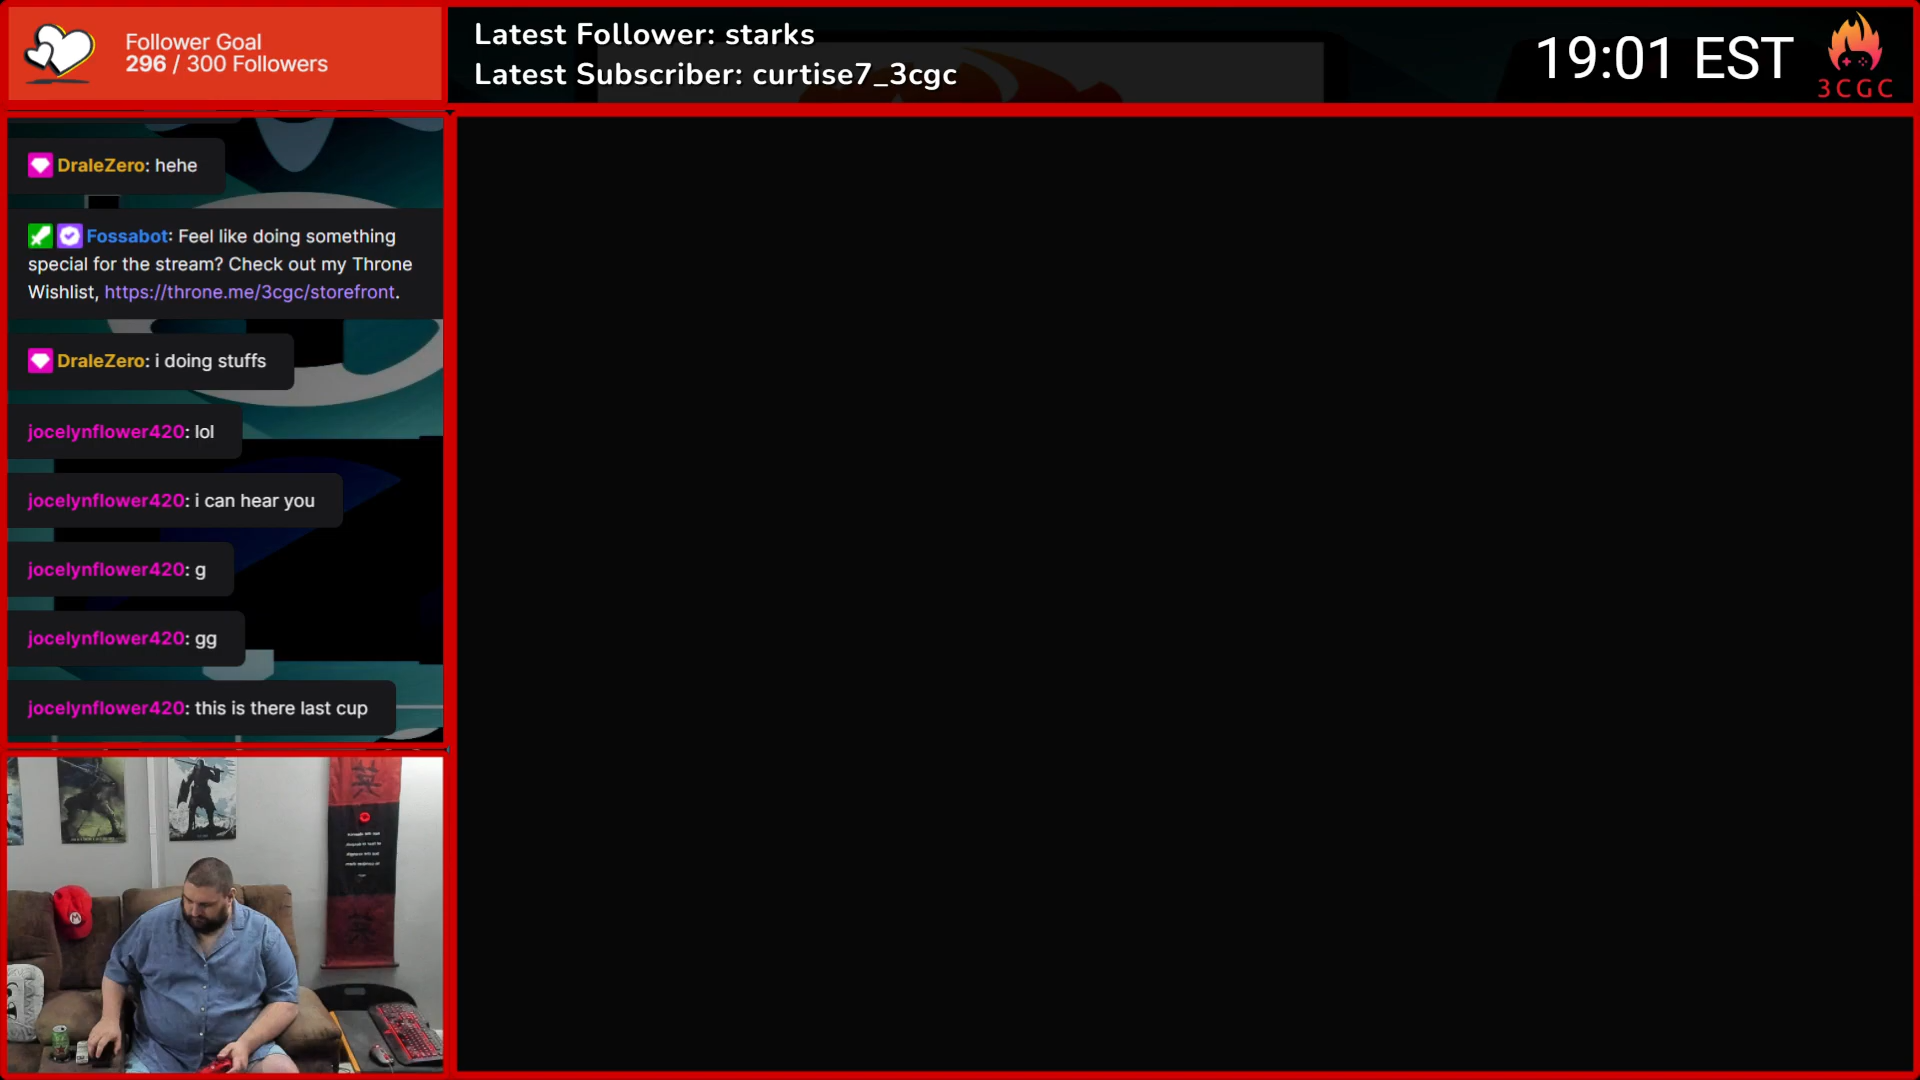 Follower Goal
296 / 300 Followers
Latest Follower: starks
Latest Subscriber: curtise7_3cgc
19:01 EST
3CGC
DraleZero: hehe
Fossabot: Feel like doing something
special for the stream? Check out my Throne
Wishlist, https://throne.me/3cgc/storefront.
DraleZero: i doing stuffs
jocelynflower420: lol
jocelynflower420: i can hear you
jocelynflower420: g
jocelynflower420: gg
jocelynflower420: this is there last cup
M